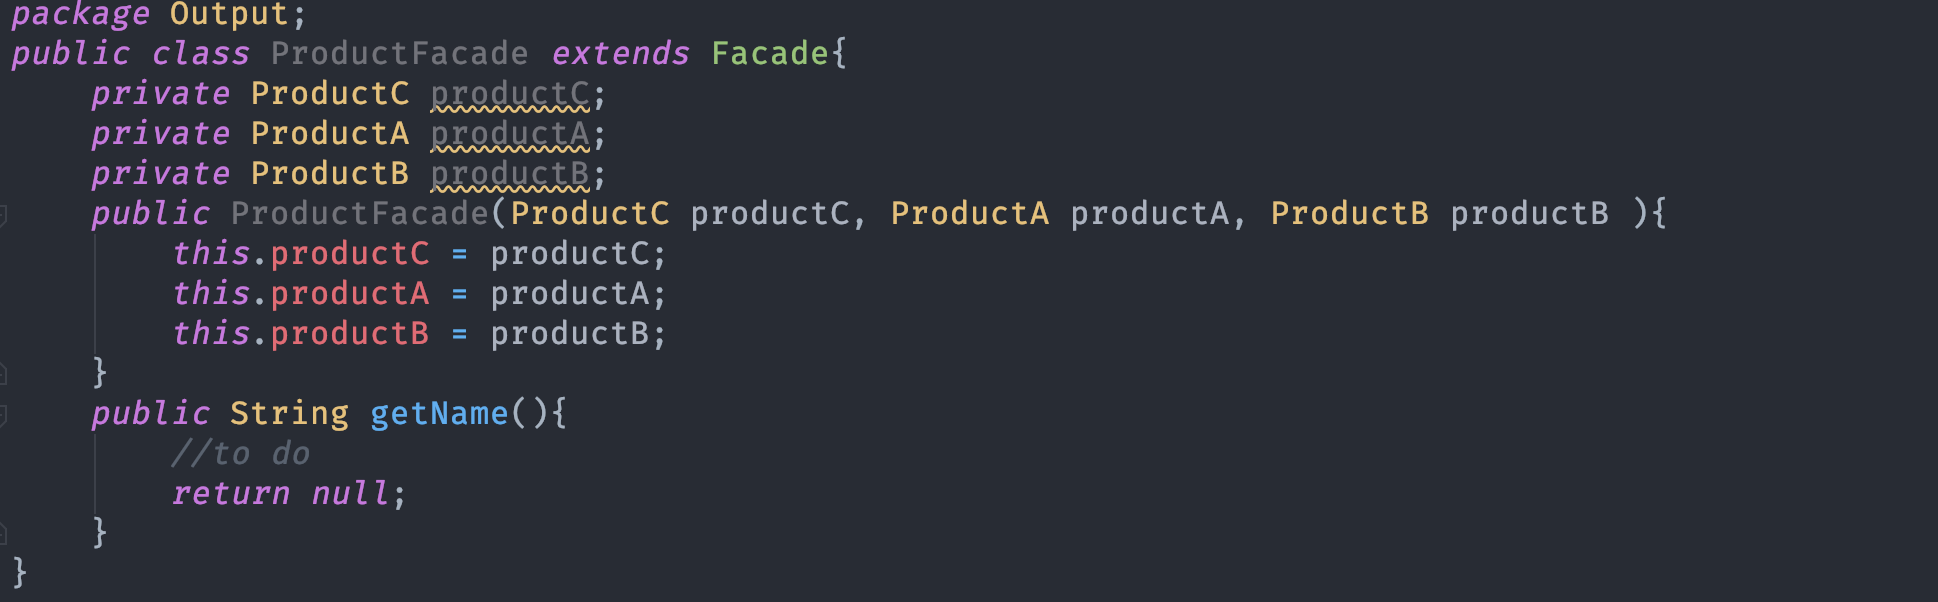 package Output;
public class ProductFacade extends Facade{
    private ProductC productC;
    private ProductA productA;
    private ProductB productB;
    public ProductFacade(ProductC productC, ProductA productA, ProductB productB ){
        this.productC = productC;
        this.productA = productA;
        this.productB = productB;
    }
    public String getName(){
        //to do
        return null;
    }
}